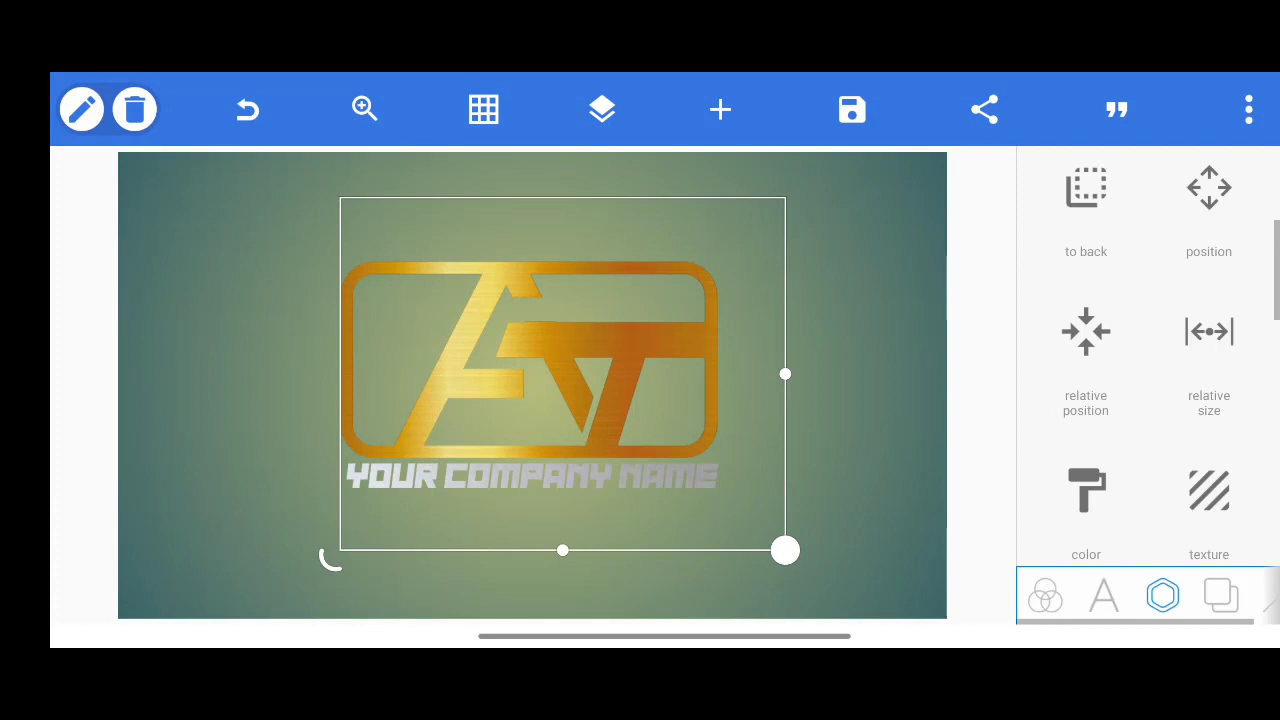 YOUR COMPANY NAME
to back
position
relative
position
relative
size
color
texture